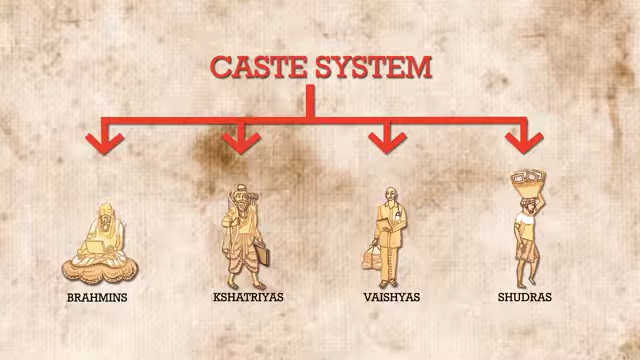 CASTE SYSTEM
BRAHMINS
KSHATRIYAS
VAISHYAS
SHUDRAS